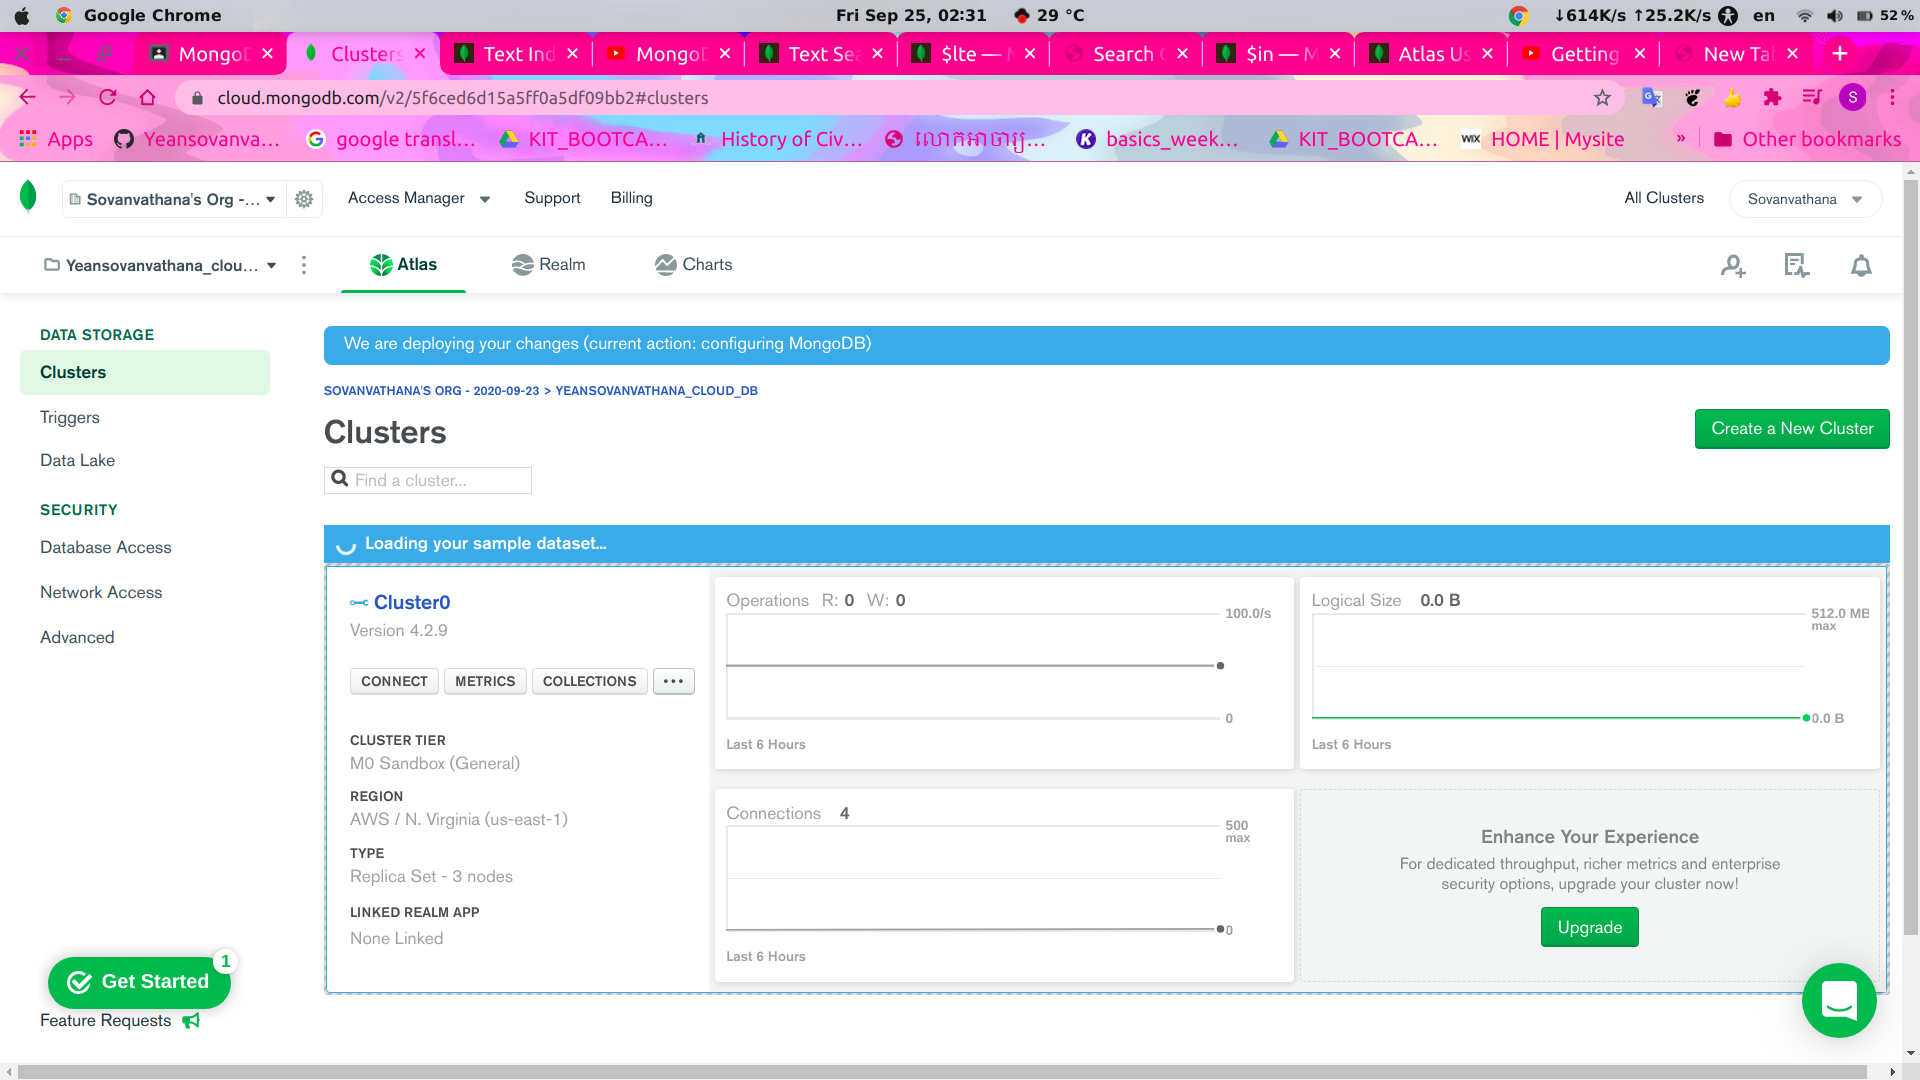 Google Chrome
Fri Sep 25, 02:31
29 °C
↓614K/s ↑25.2K/s
en
52 %
MongoD
Clusters
Text Ind
MongoD
Text Sea
$lte — M
Search
$in — M
Atlas Us
Getting
New Tab
cloud.mongodb.com/v2/5f6ced6d15a5ff0a5df09bb2#clusters
S
Apps
Yeansovanva...
google transl...
KIT_BOOTCA...
History of Civ...
លោកអាចារ្យ...
basics_week...
KIT_BOOTCA...
WIX HOME | Mysite
»
Other bookmarks
Sovanvathana's Org -...
Access Manager
Support
Billing
All Clusters
Sovanvathana
Yeansovanvathana_clou...
Atlas
Realm
Charts
DATA STORAGE
Clusters
Triggers
Data Lake
SECURITY
Database Access
Network Access
Advanced
We are deploying your changes (current action: configuring MongoDB)
SOVANVATHANA'S ORG - 2020-09-23 > YEANSOVANVATHANA_CLOUD_DB
Clusters
Create a New Cluster
Find a cluster...
Loading your sample dataset...
Cluster0
Version 4.2.9
CONNECT
METRICS
COLLECTIONS
...
CLUSTER TIER
M0 Sandbox (General)
REGION
AWS / N. Virginia (us-east-1)
TYPE
Replica Set - 3 nodes
LINKED REALM APP
None Linked
Operations R: 0 W: 0
100.0/s
0
Last 6 Hours
Logical Size 0.0 B
512.0 MB
max
0.0 B
Last 6 Hours
Connections 4
500
max
0
Last 6 Hours
Enhance Your Experience
For dedicated throughput, richer metrics and enterprise
security options, upgrade your cluster now!
Upgrade
Get Started
1
Feature Requests